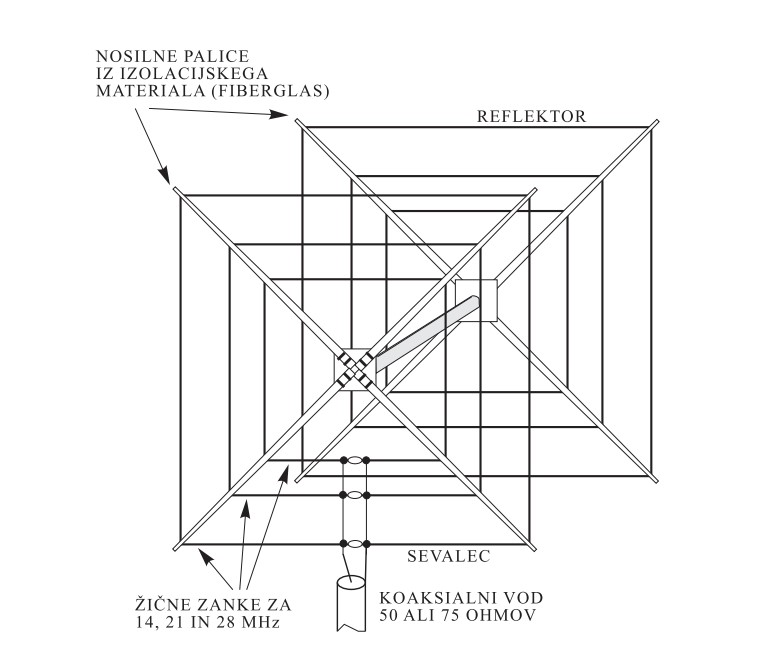 NOSILNE PALICE
IZ IZOLACIJSKEGA
MATERIALA (FIBERGLAS)
REFLEKTOR
SEVALEC
ŽIČNE ZANKE ZA
14, 21 IN 28 MHz
KOAKSIALNI VOD
50 ALI 75 OHMOV